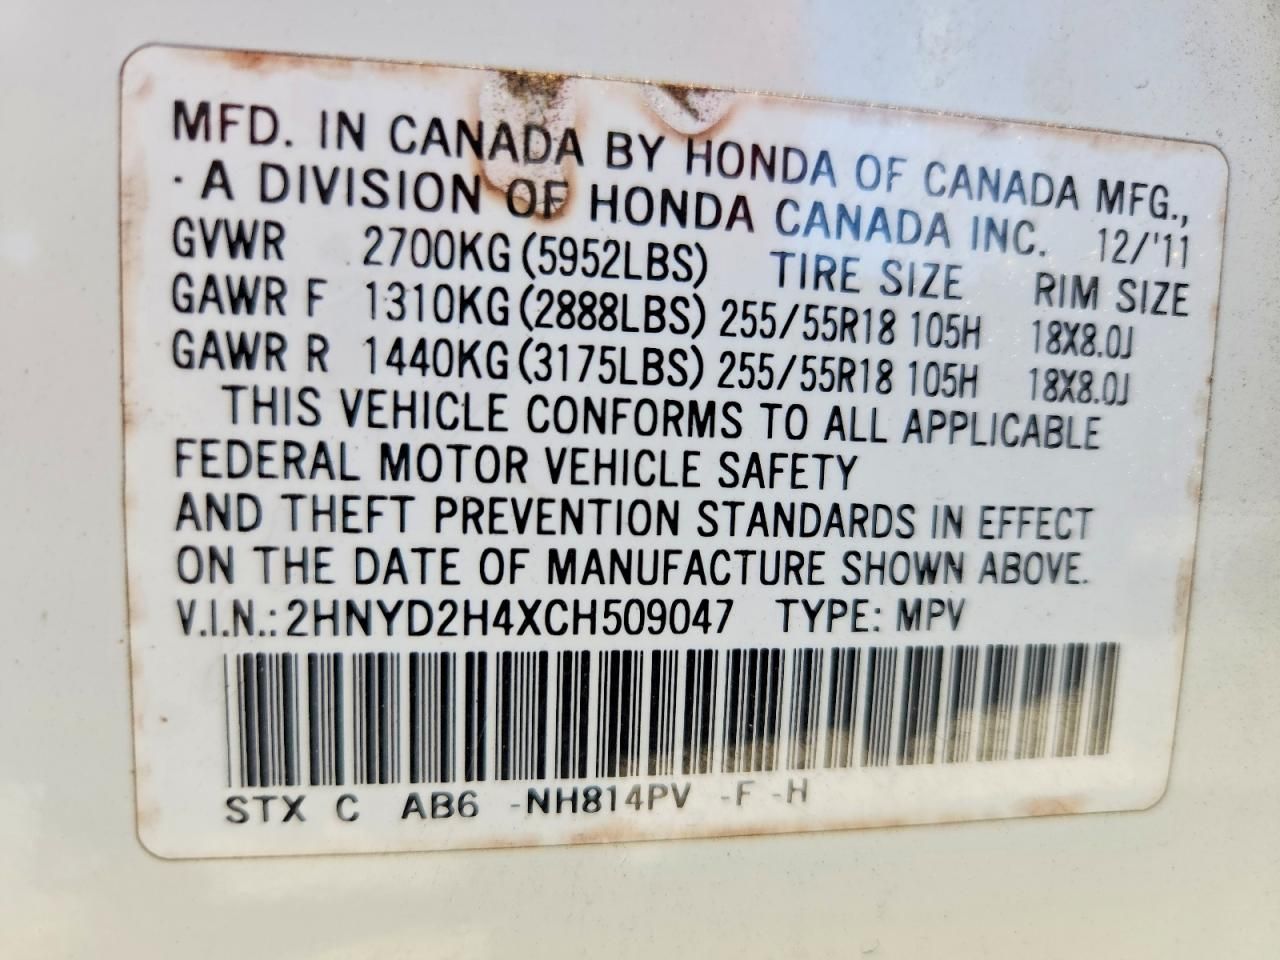 MFD. IN CANADA BY HONDA OF CANADA MFG.,
· A DIVISION OF HONDA CANADA INC. 12/'11
GVWR 2700KG (5952LBS) TIRE SIZE RIM SIZE
GAWR F 1310KG (2888LBS) 255/55R18 105H 18X8.0J
GAWR R 1440KG (3175LBS) 255/55R18 105H 18X8.0J
THIS VEHICLE CONFORMS TO ALL APPLICABLE
FEDERAL MOTOR VEHICLE SAFETY
AND THEFT PREVENTION STANDARDS IN EFFECT
ON THE DATE OF MANUFACTURE SHOWN ABOVE.
V.I.N.: 2HNYD2H4XCH509047 TYPE: MPV
STX C AB6 -NH814PV -F -H